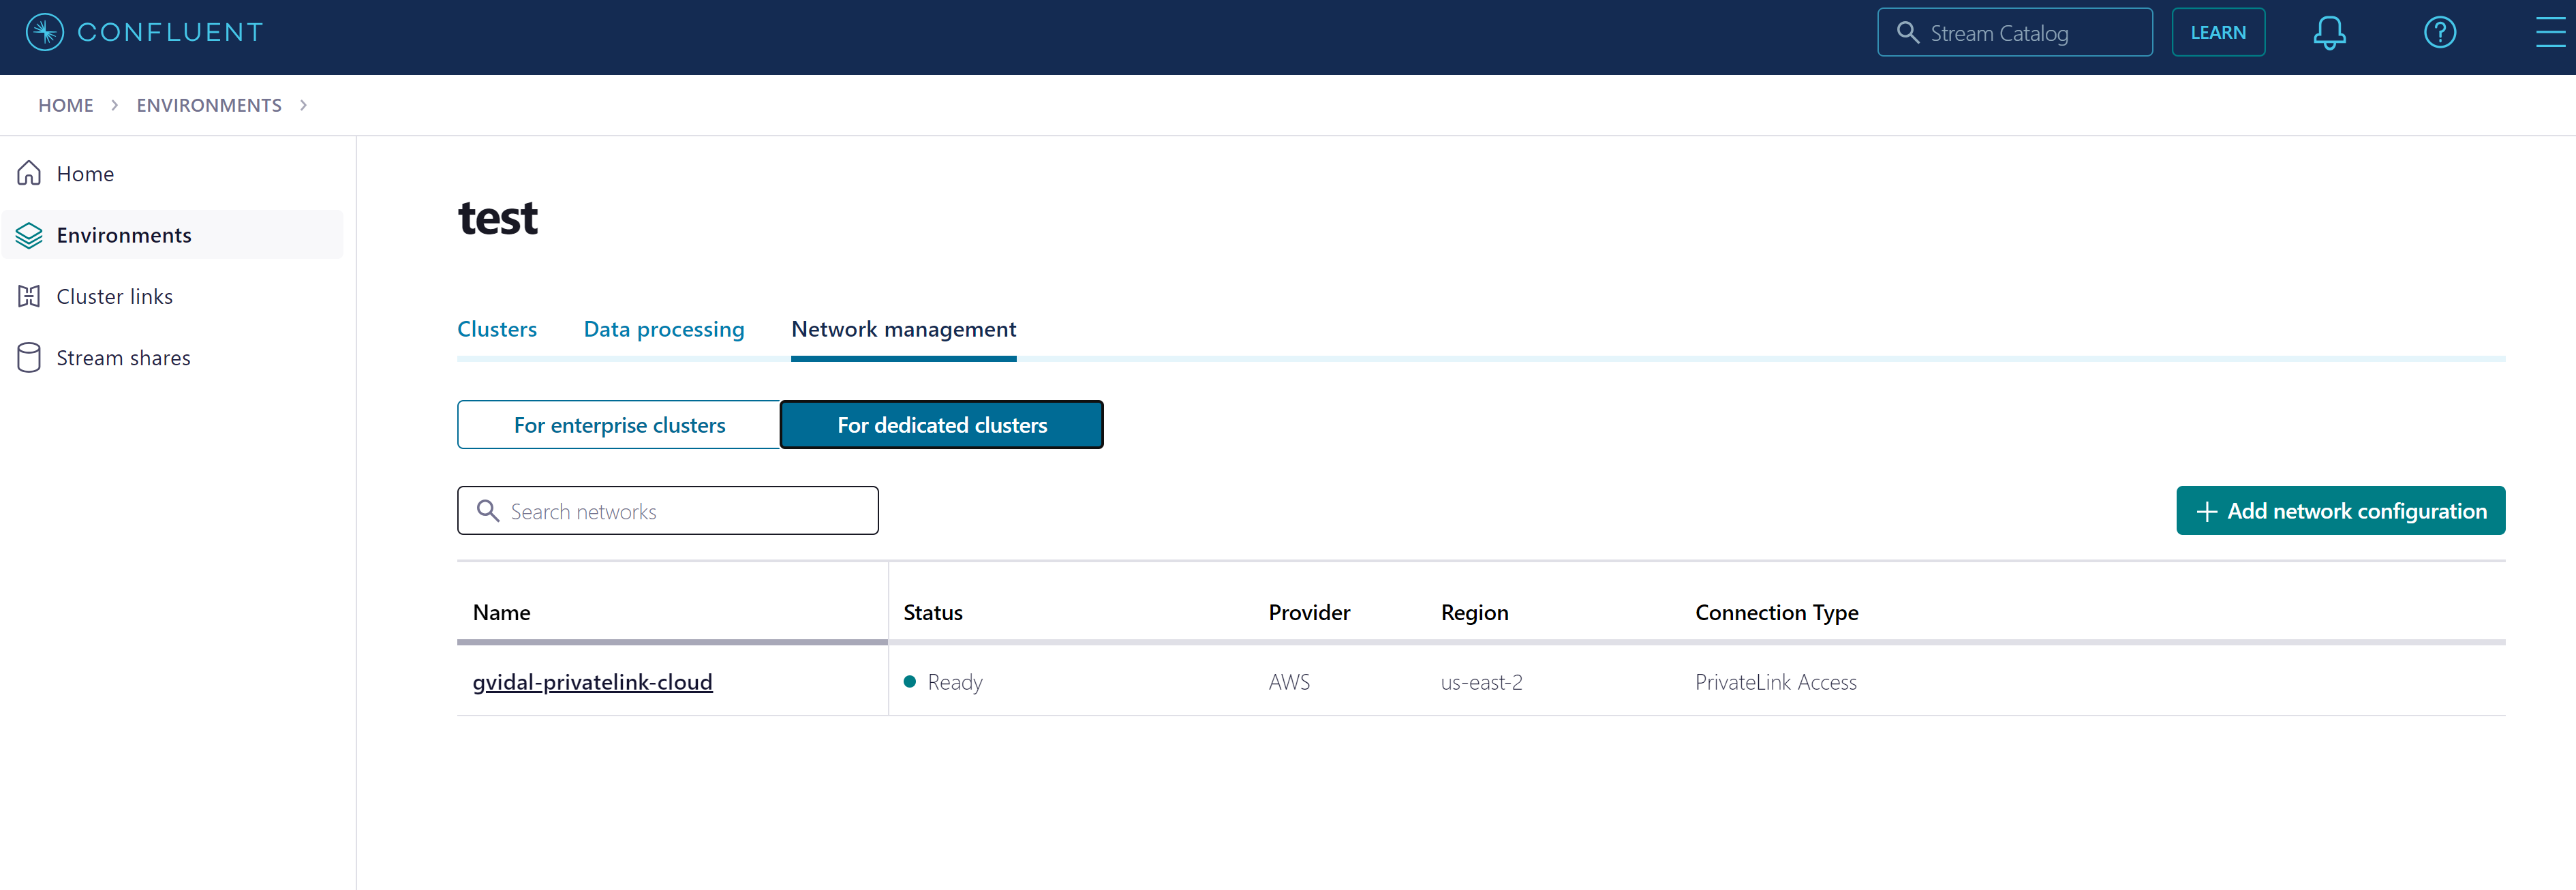 CONFLUENT
Stream Catalog
LEARN
HOME > ENVIRONMENTS >
Home
Environments
Cluster links
Stream shares
test
Clusters
Data processing
Network management
For enterprise clusters
For dedicated clusters
Search networks
+ Add network configuration
Name Status Provider Region Connection Type
gvidal-privatelink-cloud Ready AWS us-east-2 PrivateLink Access